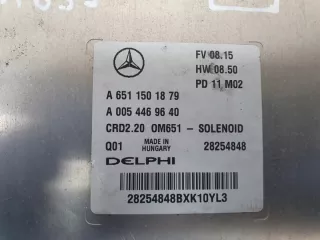 FV 08.15
HW 08.50
PD 11 M02
A 651 150 18 79
A 005 446 96 40
CRD2.20 OM651 - SOLENOID
Q01 MADE IN HUNGARY 28254848
DELPHI
28254848BXK10YL3